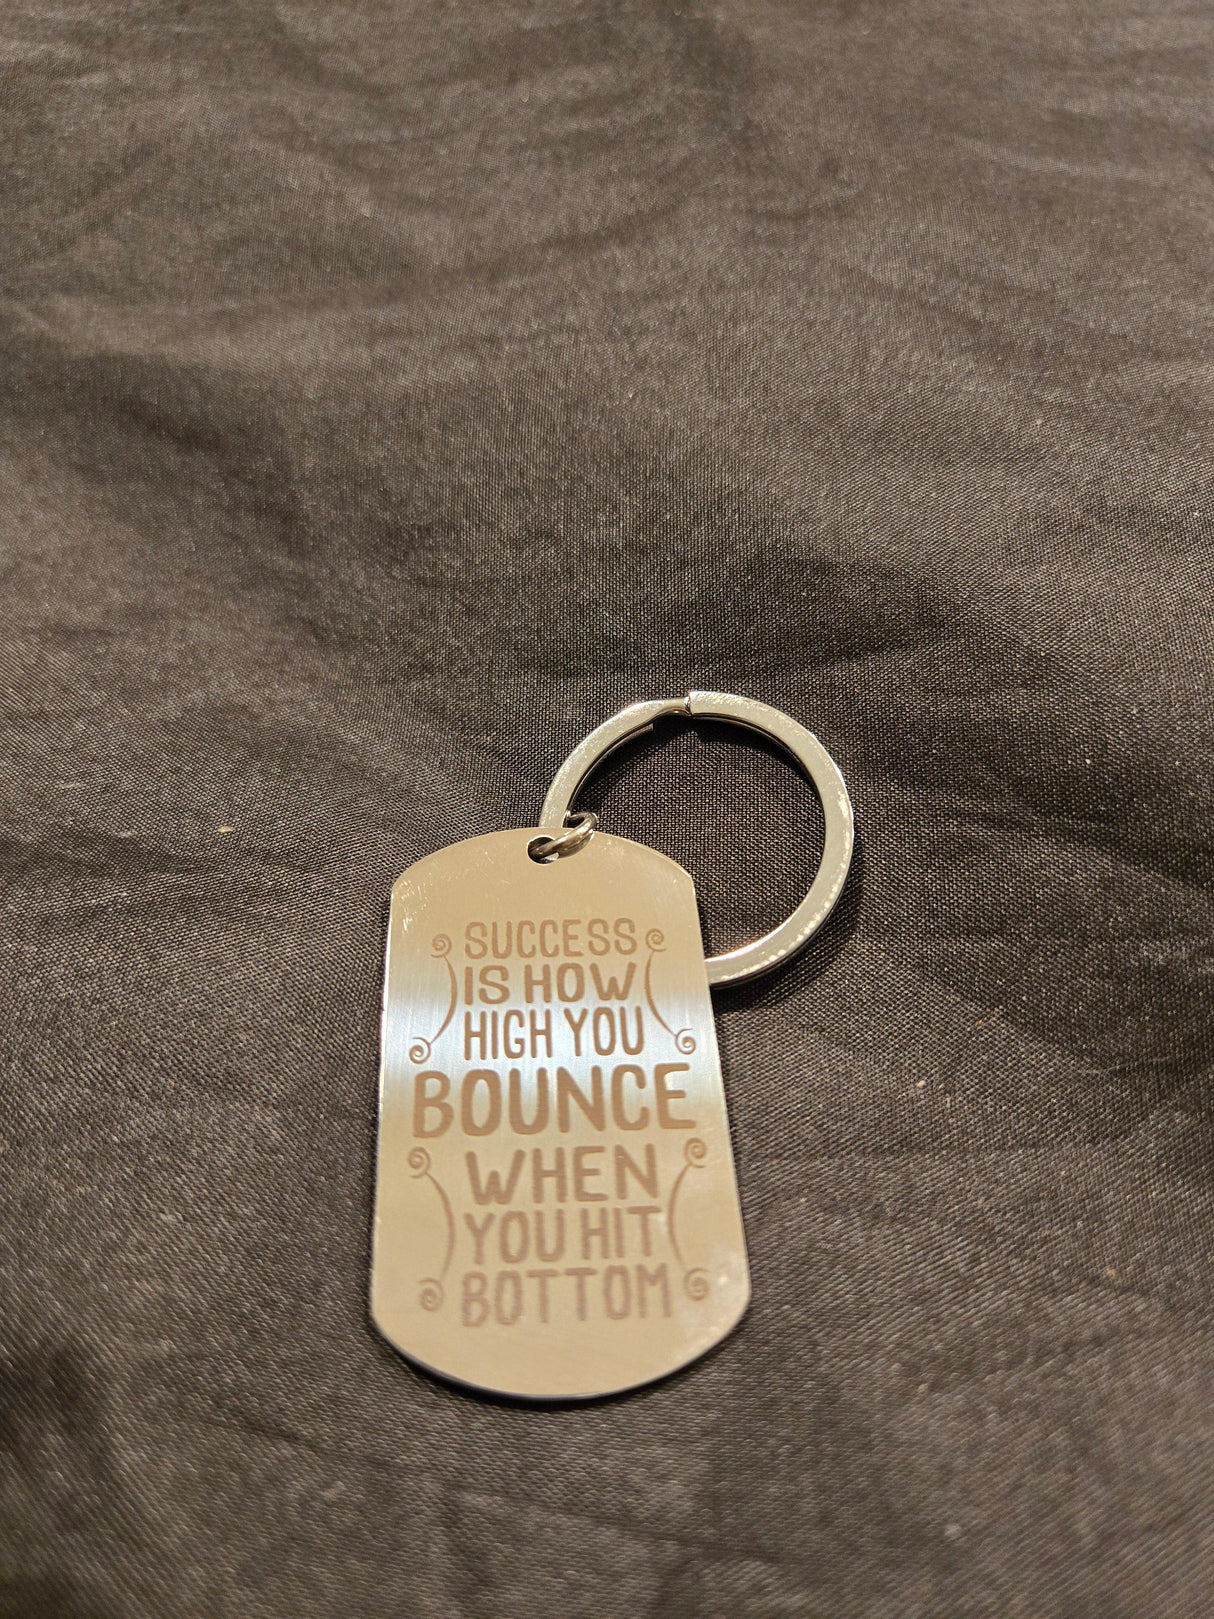 SUCCESS
IS HOW
HIGH YOU
BOUNCE
WHEN
YOU HIT
BOTTOM